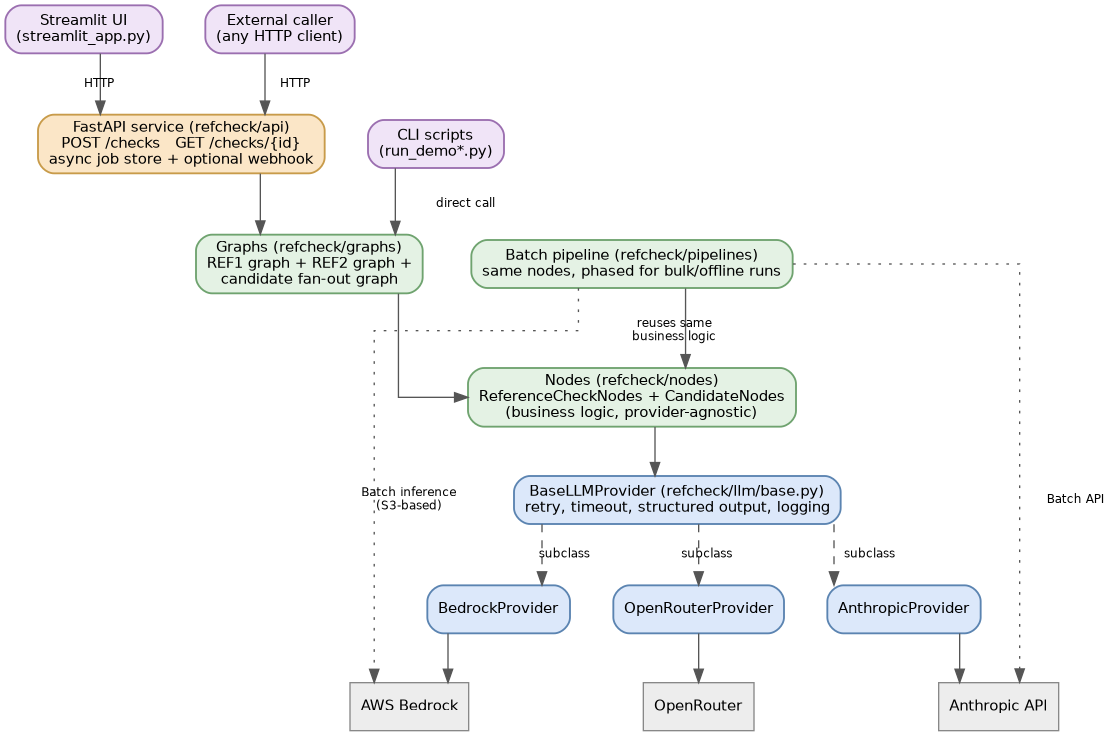 Streamlit UI
(streamlit_app.py)
External caller
(any HTTP client)
HTTP
HTTP
FastAPI service (refcheck/api)
POST /checks   GET /checks/{id}
async job store + optional webhook
CLI scripts
(run_demo*.py)
direct call
Graphs (refcheck/graphs)
REF1 graph + REF2 graph +
candidate fan-out graph
Batch pipeline (refcheck/pipelines)
same nodes, phased for bulk/offline runs
reuses same
business logic
Nodes (refcheck/nodes)
ReferenceCheckNodes + CandidateNodes
(business logic, provider-agnostic)
Batch inference
(S3-based)
BaseLLMProvider (refcheck/llm/base.py)
retry, timeout, structured output, logging
Batch API
subclass
subclass
subclass
BedrockProvider
OpenRouterProvider
AnthropicProvider
AWS Bedrock
OpenRouter
Anthropic API